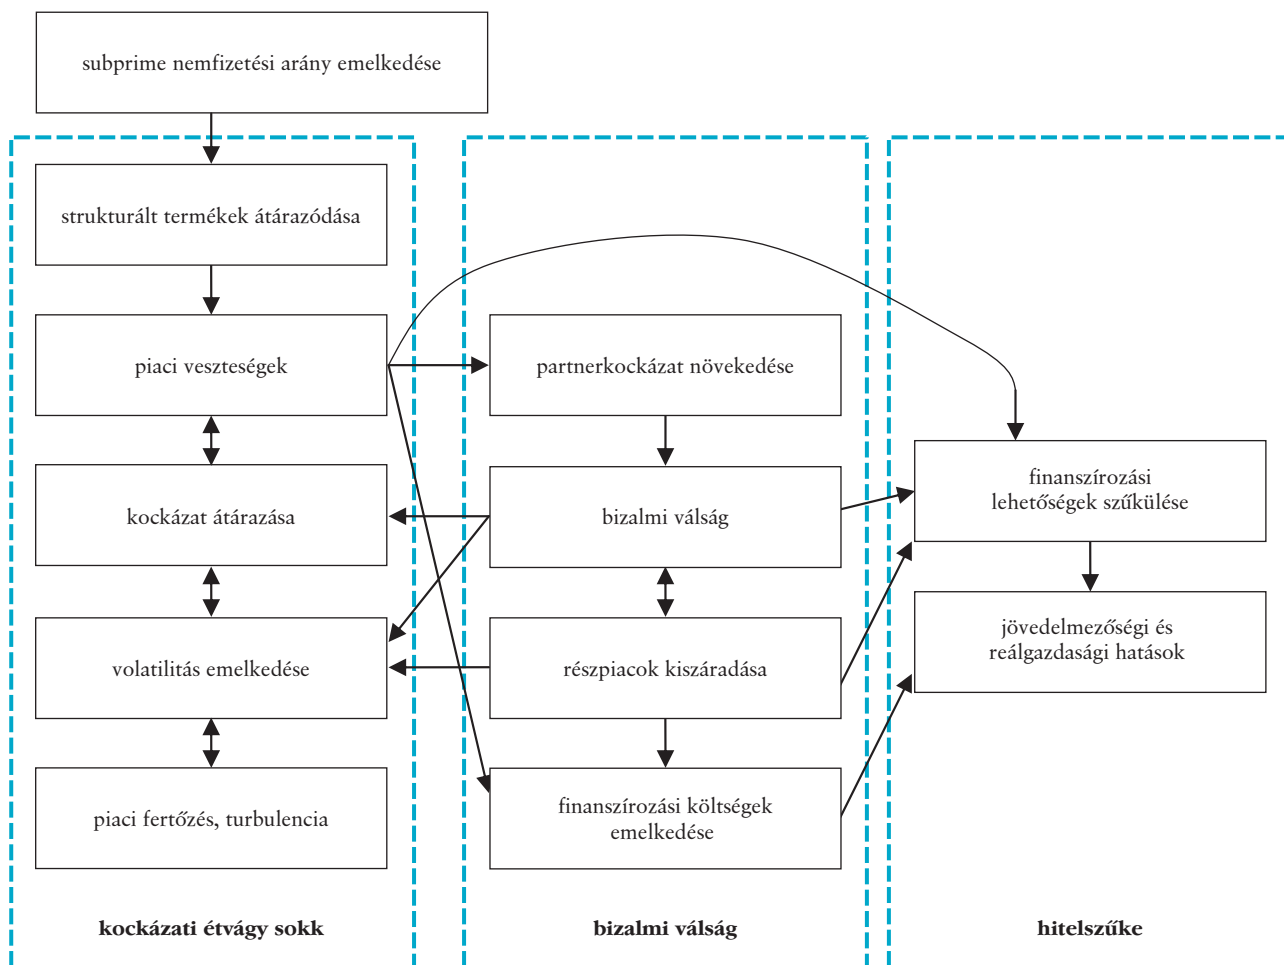 subprime nemfizetési arány emelkedése
strukturált termékek átárazódása
piaci veszteségek
kockázat átárazása
volatilitás emelkedése
piaci fertőzés, turbulencia
kockázati étvágy sokk
partnerkockázat növekedése
bizalmi válság
részpiacok kiszáradása
finanszírozási költségek
emelkedése
bizalmi válság
finanszírozási
lehetőségek szűkülése
jövedelmezőségi és
reálgazdasági hatások
hitelszűke